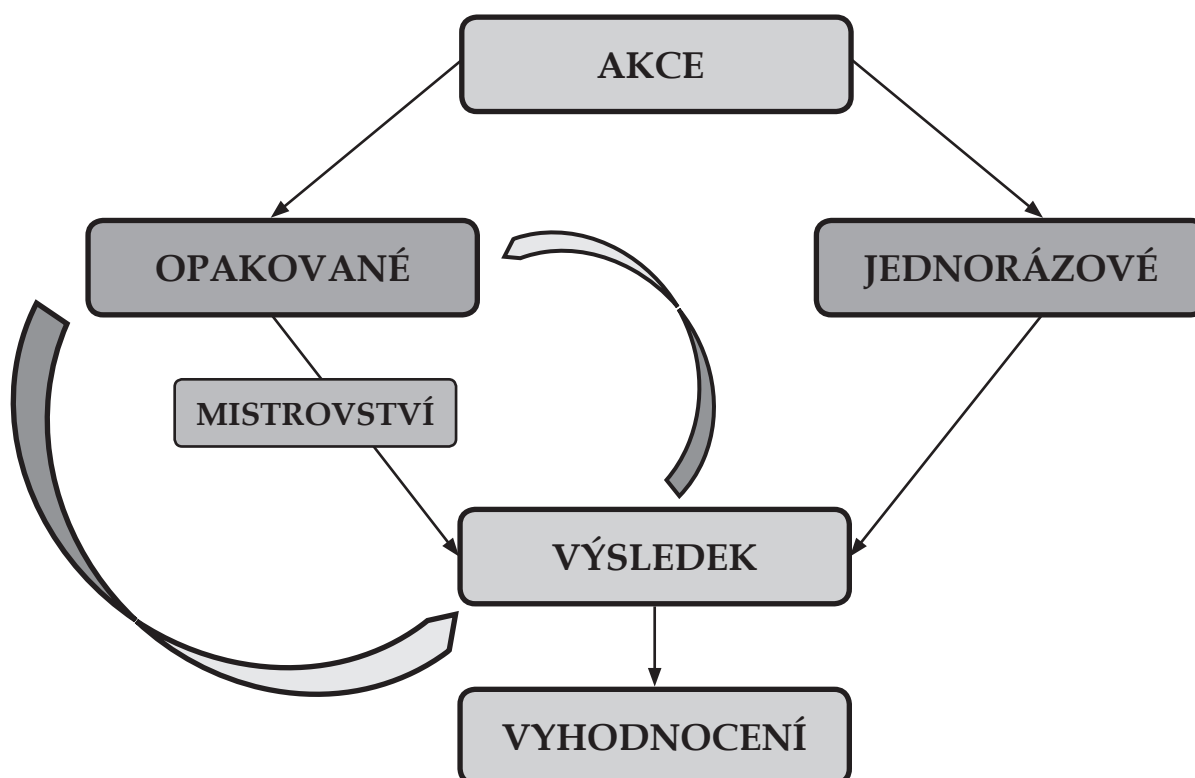 AKCE
OPAKOVANÉ
JEDNORÁZOVÉ
MISTROVSTVÍ
VÝSLEDEK
VYHODNOCENÍ